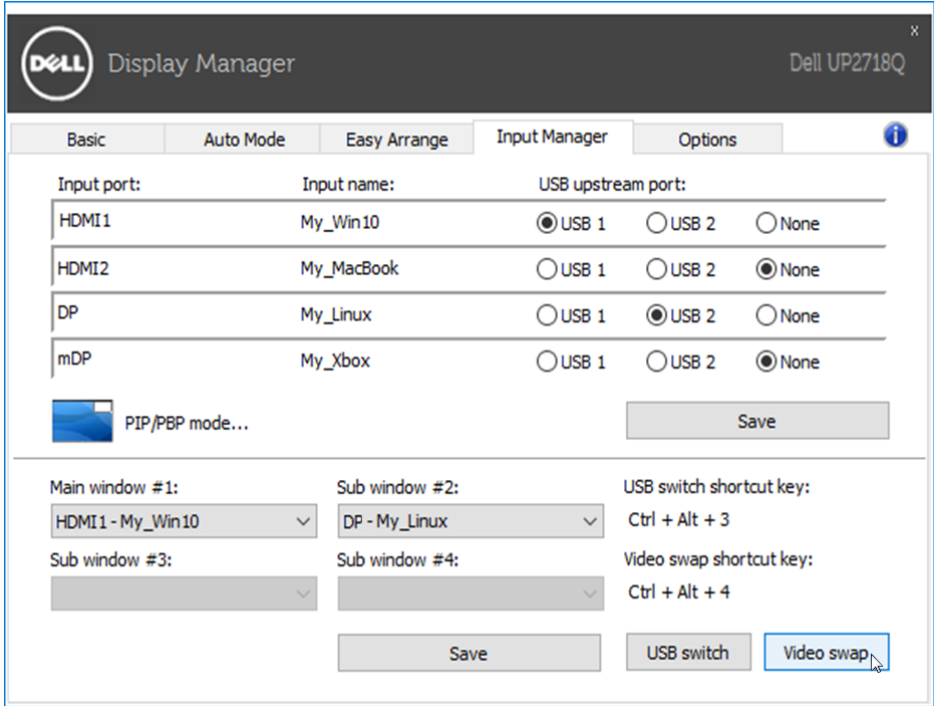 x
DELL Display Manager Dell UP2718Q
Basic Auto Mode Easy Arrange Input Manager Options i
Input port: Input name: USB upstream port:
HDMI1 My_Win10 USB 1 USB 2 None
HDMI2 My_MacBook USB 1 USB 2 None
DP My_Linux USB 1 USB 2 None
mDP My_Xbox USB 1 USB 2 None
PIP/PBP mode... Save
Main window #1: Sub window #2: USB switch shortcut key:
HDMI1 - My_Win10 DP - My_Linux Ctrl + Alt + 3
Sub window #3: Sub window #4: Video swap shortcut key:
Ctrl + Alt + 4
Save USB switch Video swap